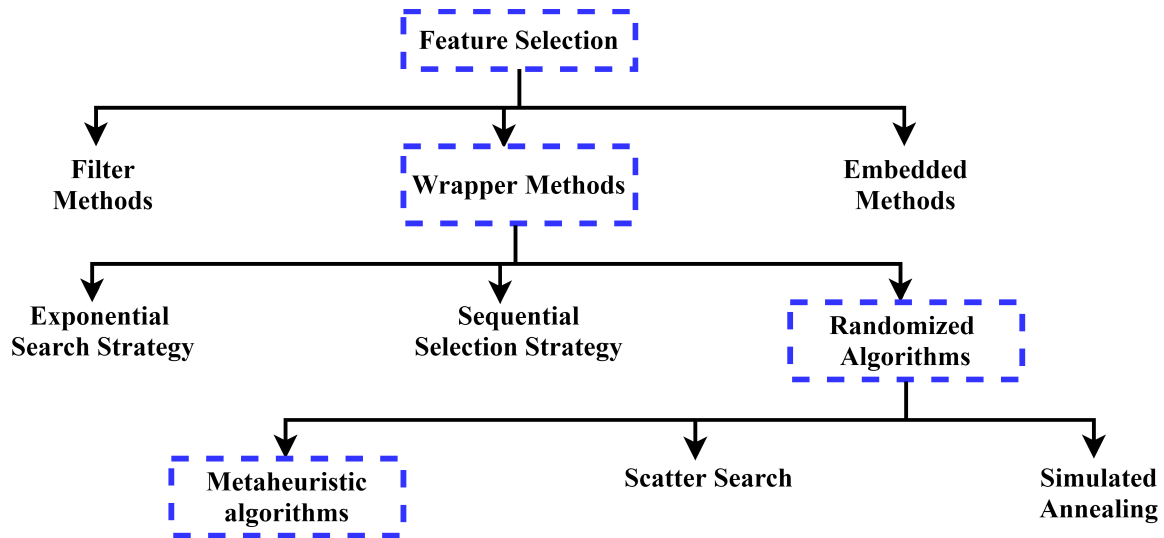 Feature Selection
Filter
Methods
Wrapper Methods
Embedded
Methods
Exponential
Search Strategy
Sequential
Selection Strategy
Randomized
Algorithms
Metaheuristic
algorithms
Scatter Search
Simulated
Annealing